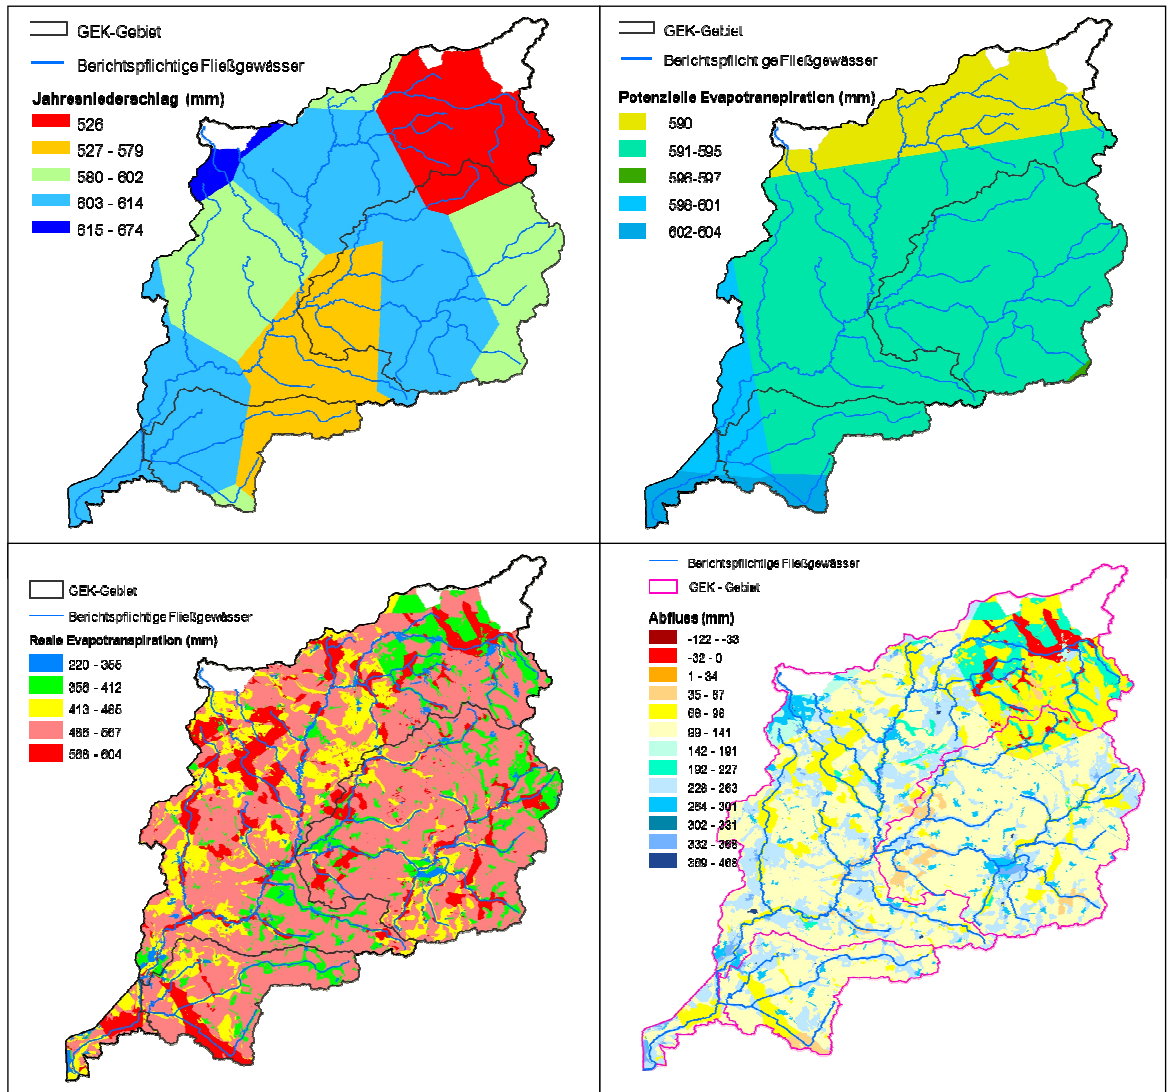 GEK-Gebiet
Berichtspflichtige Fließgewässer
Jahresniederschlag (mm)
526
527 - 579
580 - 602
603 - 614
615 - 674
GEK-Gebiet
Berichtspflicht ge Fließgewässer
Potenzielle Evapotranspiration (mm)
590
591-595
596-597
598-601
602-604
GEK-Gebiet
Berichtspflichtige Fließgewässer
Reale Evapotranspiration (mm)
220 - 355
356 - 412
413 - 485
486 - 567
568 - 604
Berichtspflichtige Fließgewässer
GEK - Gebiet
Abfluss (mm)
-122 - -33
-32 - 0
1 - 34
35 - 67
68 - 98
99 - 141
142 - 191
192 - 227
228 - 263
264 - 301
302 - 331
332 - 368
369 - 468